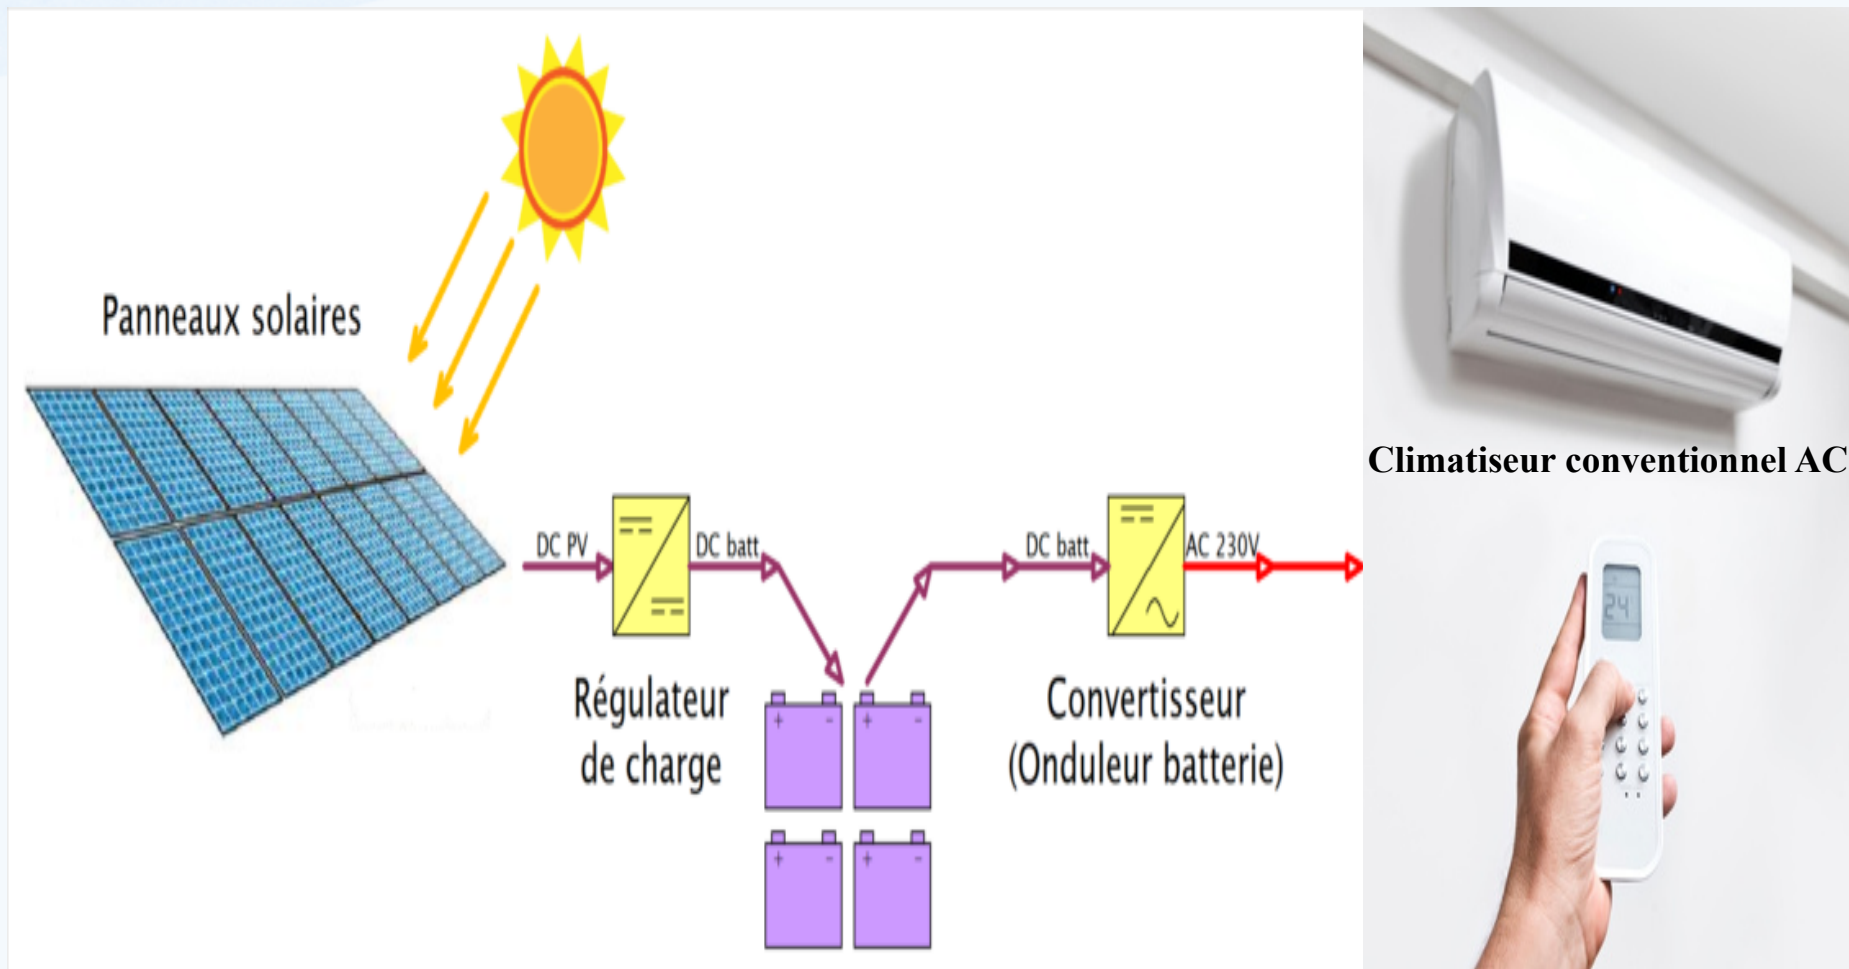 Panneaux solaires
DC PV
DC batt
Régulateur
de charge
+ - + -
+ - + -
DC batt
AC 230V
Convertisseur
(Onduleur batterie)
Climatiseur conventionnel AC
24